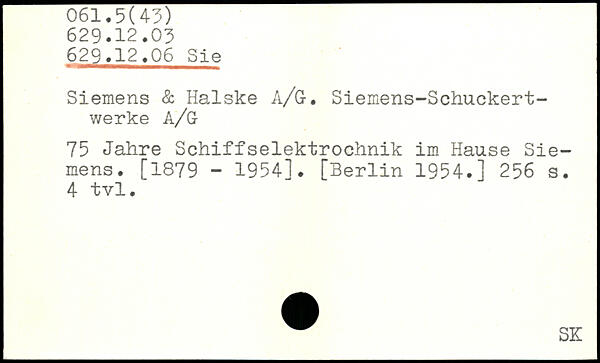 061.5(43)
629.12.03
629.12.06 Sie
Siemens & Halske A/G. Siemens-Schuckert-
werke A/G
75 Jahre Schiffselektrochnik im Hause Sie-
mens. [1879 - 1954]. [Berlin 1954.] 256 s.
4 tvl.
SK